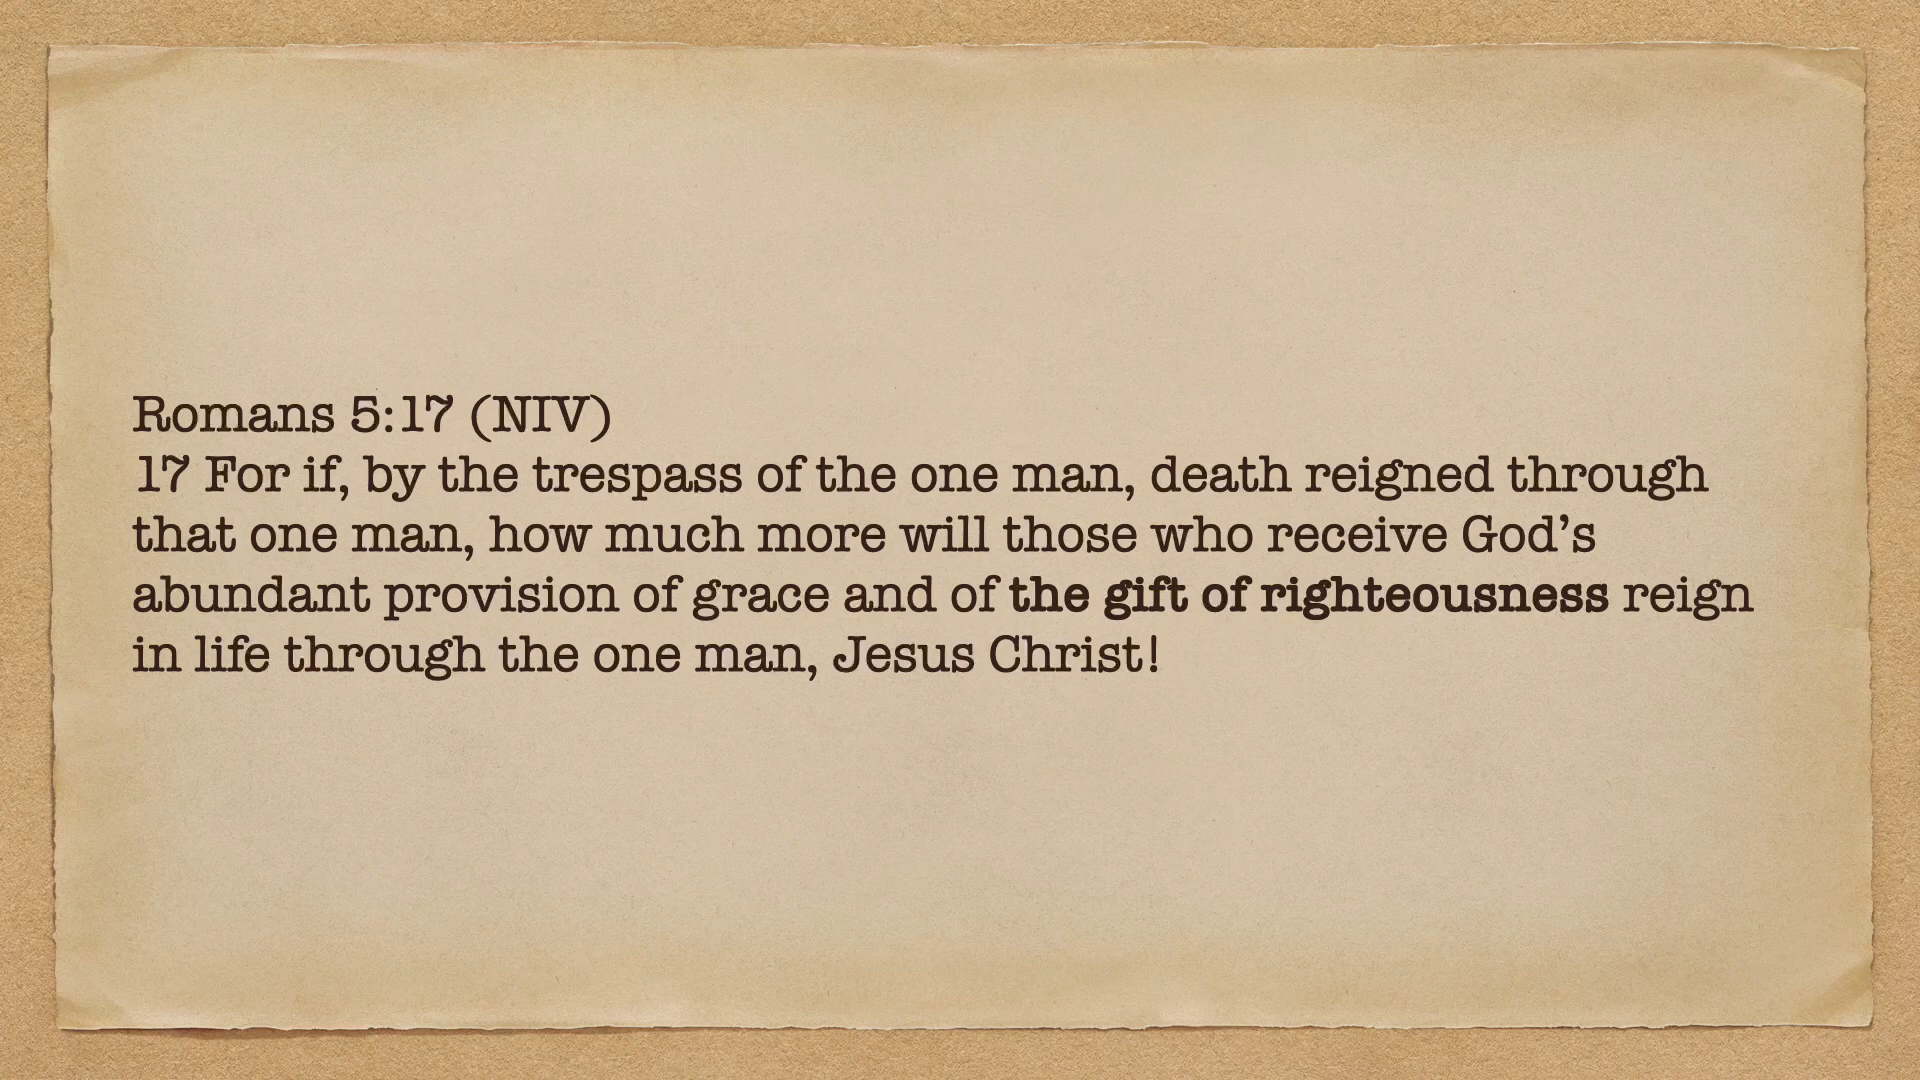 Romans 5:17 (NIV)
17 For if, by the trespass of the one man, death reigned through
that one man, how much more will those who receive God’s
abundant provision of grace and of the gift of righteousness reign
in life through the one man, Jesus Christ!